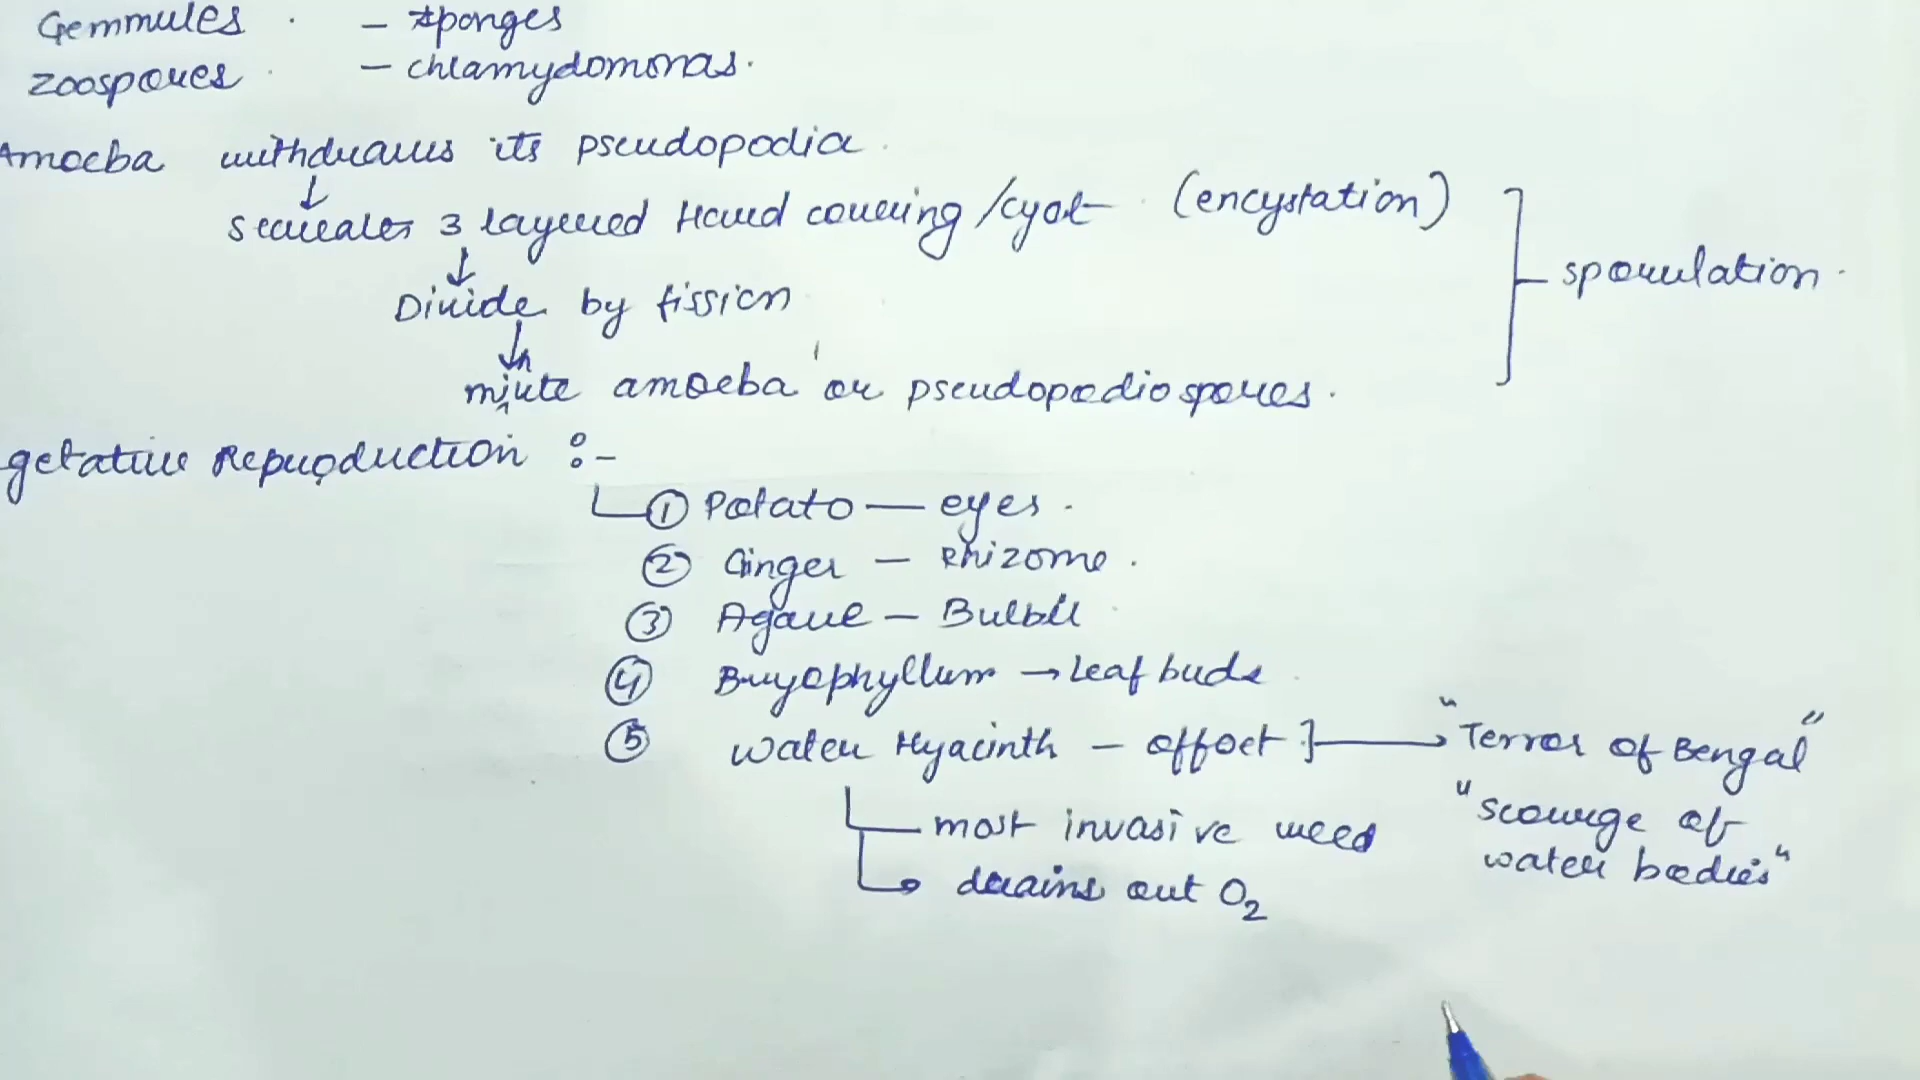 Gemmules - sponges
zoospores - chlamydomonas.
Amoeba withdraws its pseudopodia.
↓
secreates 3 layered Hard covering/cyst (encystation)
↓
Divide by fission
↓
minute amoeba or pseudopodiospores.
sporulation
getative Reproduction :-
① Potato — eyes.
② Ginger - Rhizome.
③ Agave - Bulbil
④ Bryophyllum → Leaf buds
⑤ water Hyacinth - offset ] → "Terror of Bengal"
"scourge of
water bodies"
most invasive weed
drains out O₂